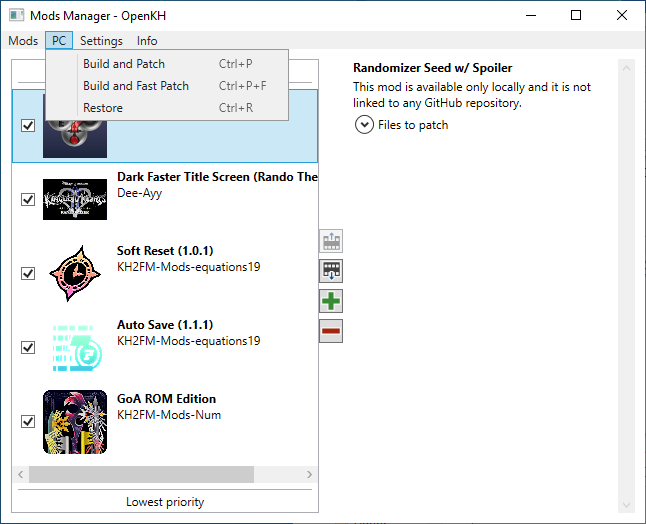 Mods Manager - OpenKH
Mods PC Settings Info
Build and Patch Ctrl+P
Build and Fast Patch Ctrl+P+F
Restore Ctrl+R
Randomizer Seed w/ Spoiler
This mod is available only locally and it is not
linked to any GitHub repository.
Files to patch
Dark Faster Title Screen (Rando The
Dee-Ayy
Soft Reset (1.0.1)
KH2FM-Mods-equations19
Auto Save (1.1.1)
KH2FM-Mods-equations19
GoA ROM Edition
KH2FM-Mods-Num
Lowest priority